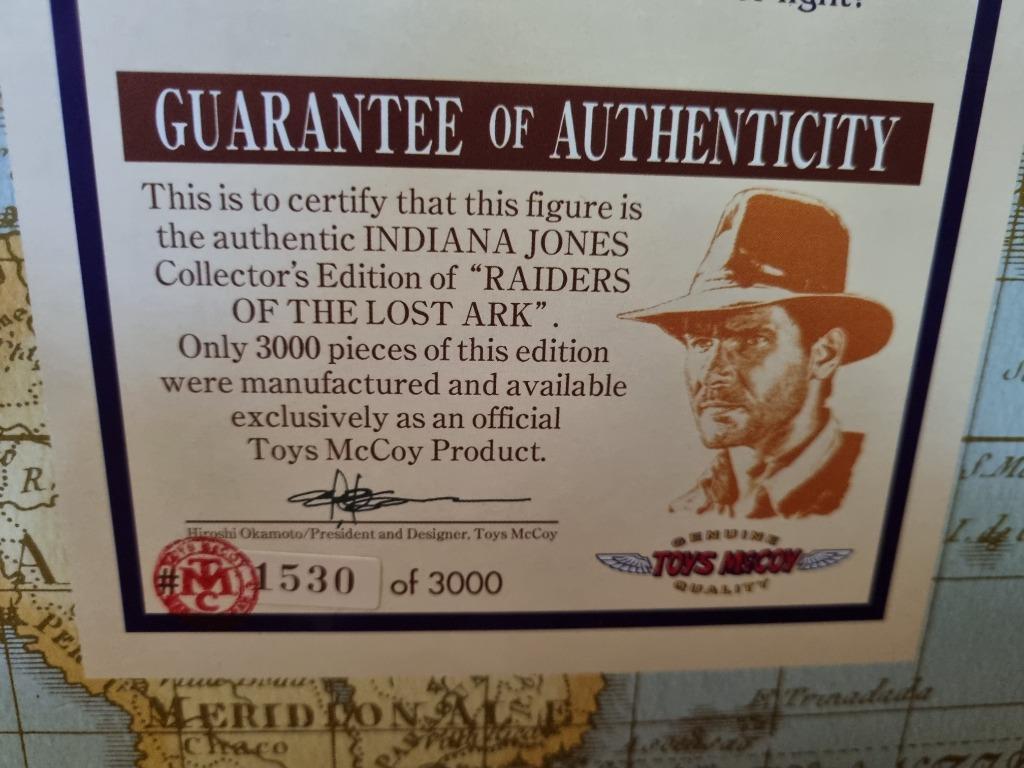 GUARANTEE OF AUTHENTICITY
This is to certify that this figure is
the authentic INDIANA JONES
Collector's Edition of “RAIDERS
OF THE LOST ARK”.
Only 3000 pieces of this edition
were manufactured and available
exclusively as an official
Toys McCoy Product.
Hiroshi Okamoto/President and Designer, Toys McCoy
#1530 of 3000
GENUINE
TOYS McCOY
QUALITY
R.
PER
MERIDIONALE
Chaco
Trinadada